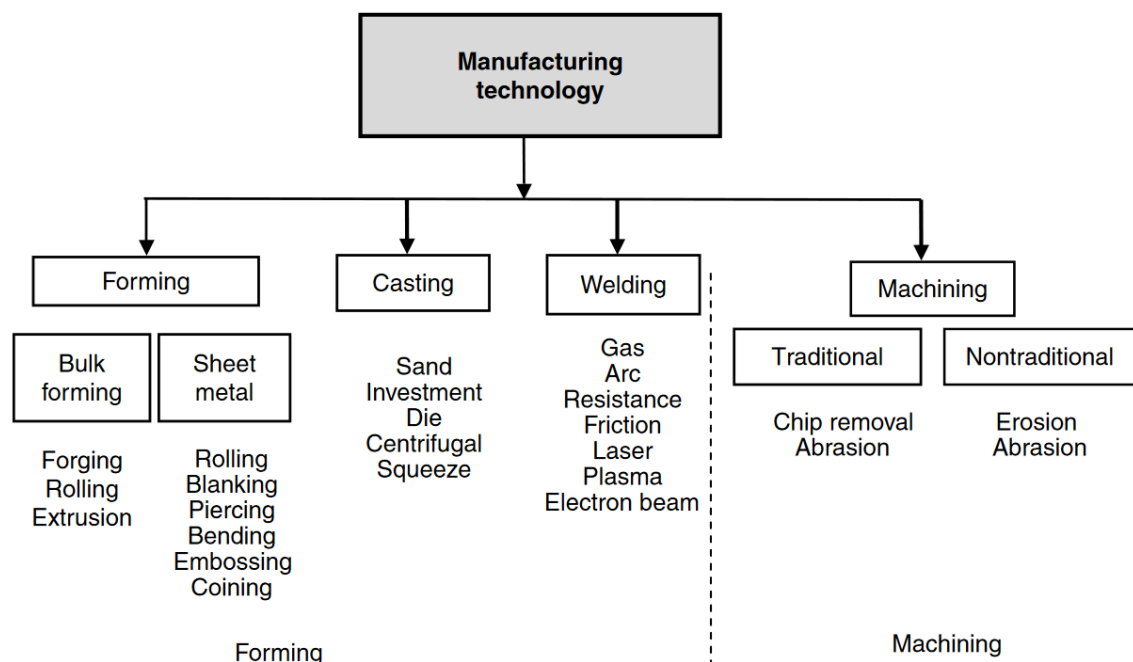 Manufacturing
technology
Forming
Casting
Welding
Machining
Bulk
forming
Sheet
metal
Traditional
Nontraditional
Forging
Rolling
Extrusion
Rolling
Blanking
Piercing
Bending
Embossing
Coining
Sand
Investment
Die
Centrifugal
Squeeze
Gas
Arc
Resistance
Friction
Laser
Plasma
Electron beam
Chip removal
Abrasion
Erosion
Abrasion
Forming
Machining